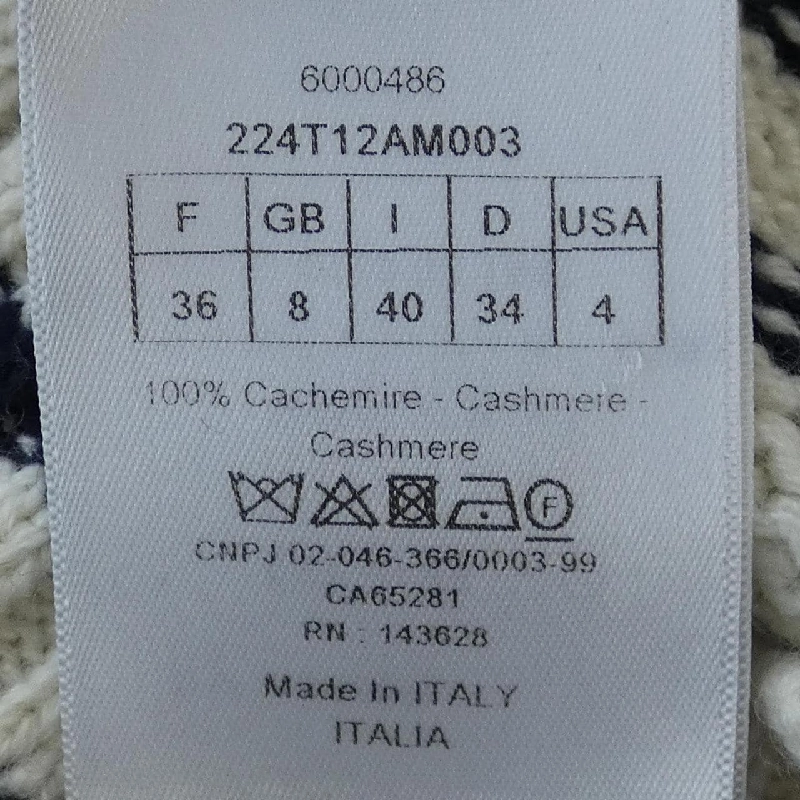 6000486
224T12AM003
F GB I D USA
36 8 40 34 4
100% Cachemire - Cashmere -
Cashmere
F
CNPJ 02-046-366/0003-99
CA65281
RN : 143628
Made In ITALY
ITALIA